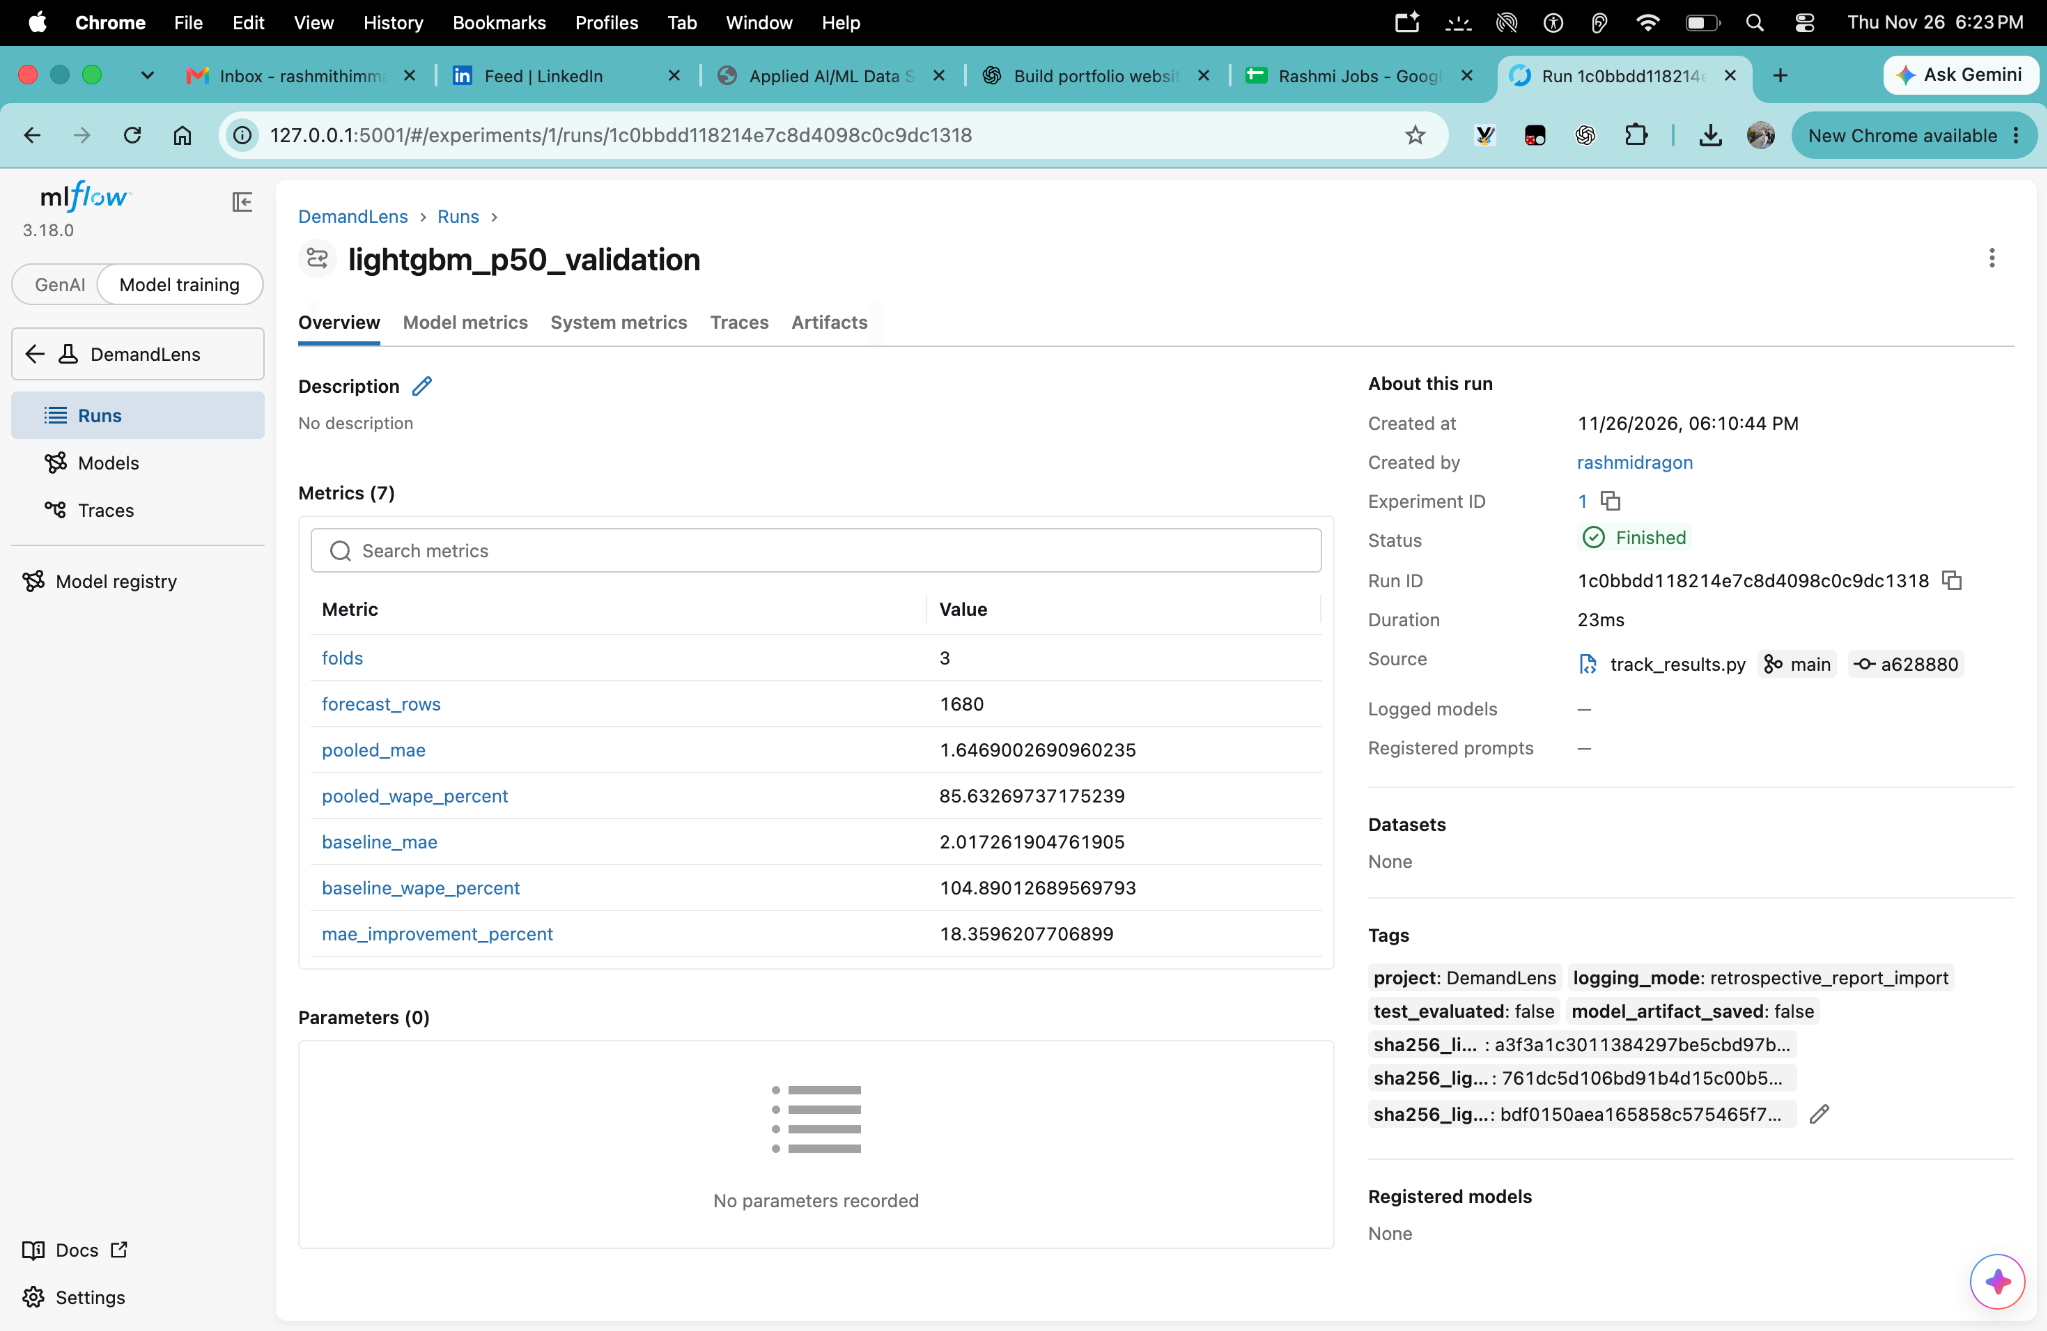 Chrome File Edit View History Bookmarks Profiles Tab Window Help Thu Nov 26 6:23 PM
Inbox - rashmithimma Feed | LinkedIn Applied AI/ML Data S Build portfolio websit Rashmi Jobs - Googl Run 1c0bbdd118214e Ask Gemini
127.0.0.1:5001/#/experiments/1/runs/1c0bbdd118214e7c8d4098c0c9dc1318 New Chrome available
mlflow
3.18.0
GenAI Model training
DemandLens
Runs
Models
Traces
Model registry
Docs
Settings
DemandLens › Runs ›
lightgbm_p50_validation
Overview Model metrics System metrics Traces Artifacts
Description
No description
Metrics (7)
Search metrics
Metric Value
folds 3
forecast_rows 1680
pooled_mae 1.6469002690960235
pooled_wape_percent 85.63269737175239
baseline_mae 2.017261904761905
baseline_wape_percent 104.89012689569793
mae_improvement_percent 18.3596207706899
Parameters (0)
No parameters recorded
About this run
Created at 11/26/2026, 06:10:44 PM
Created by rashmidragon
Experiment ID 1
Status Finished
Run ID 1c0bbdd118214e7c8d4098c0c9dc1318
Duration 23ms
Source track_results.py main a628880
Logged models —
Registered prompts —
Datasets
None
Tags
project: DemandLens logging_mode: retrospective_report_import
test_evaluated: false model_artifact_saved: false
sha256_li... : a3f3a1c3011384297be5cbd97b...
sha256_lig...: 761dc5d106bd91b4d15c00b5...
sha256_lig...: bdf0150aea165858c575465f7...
Registered models
None